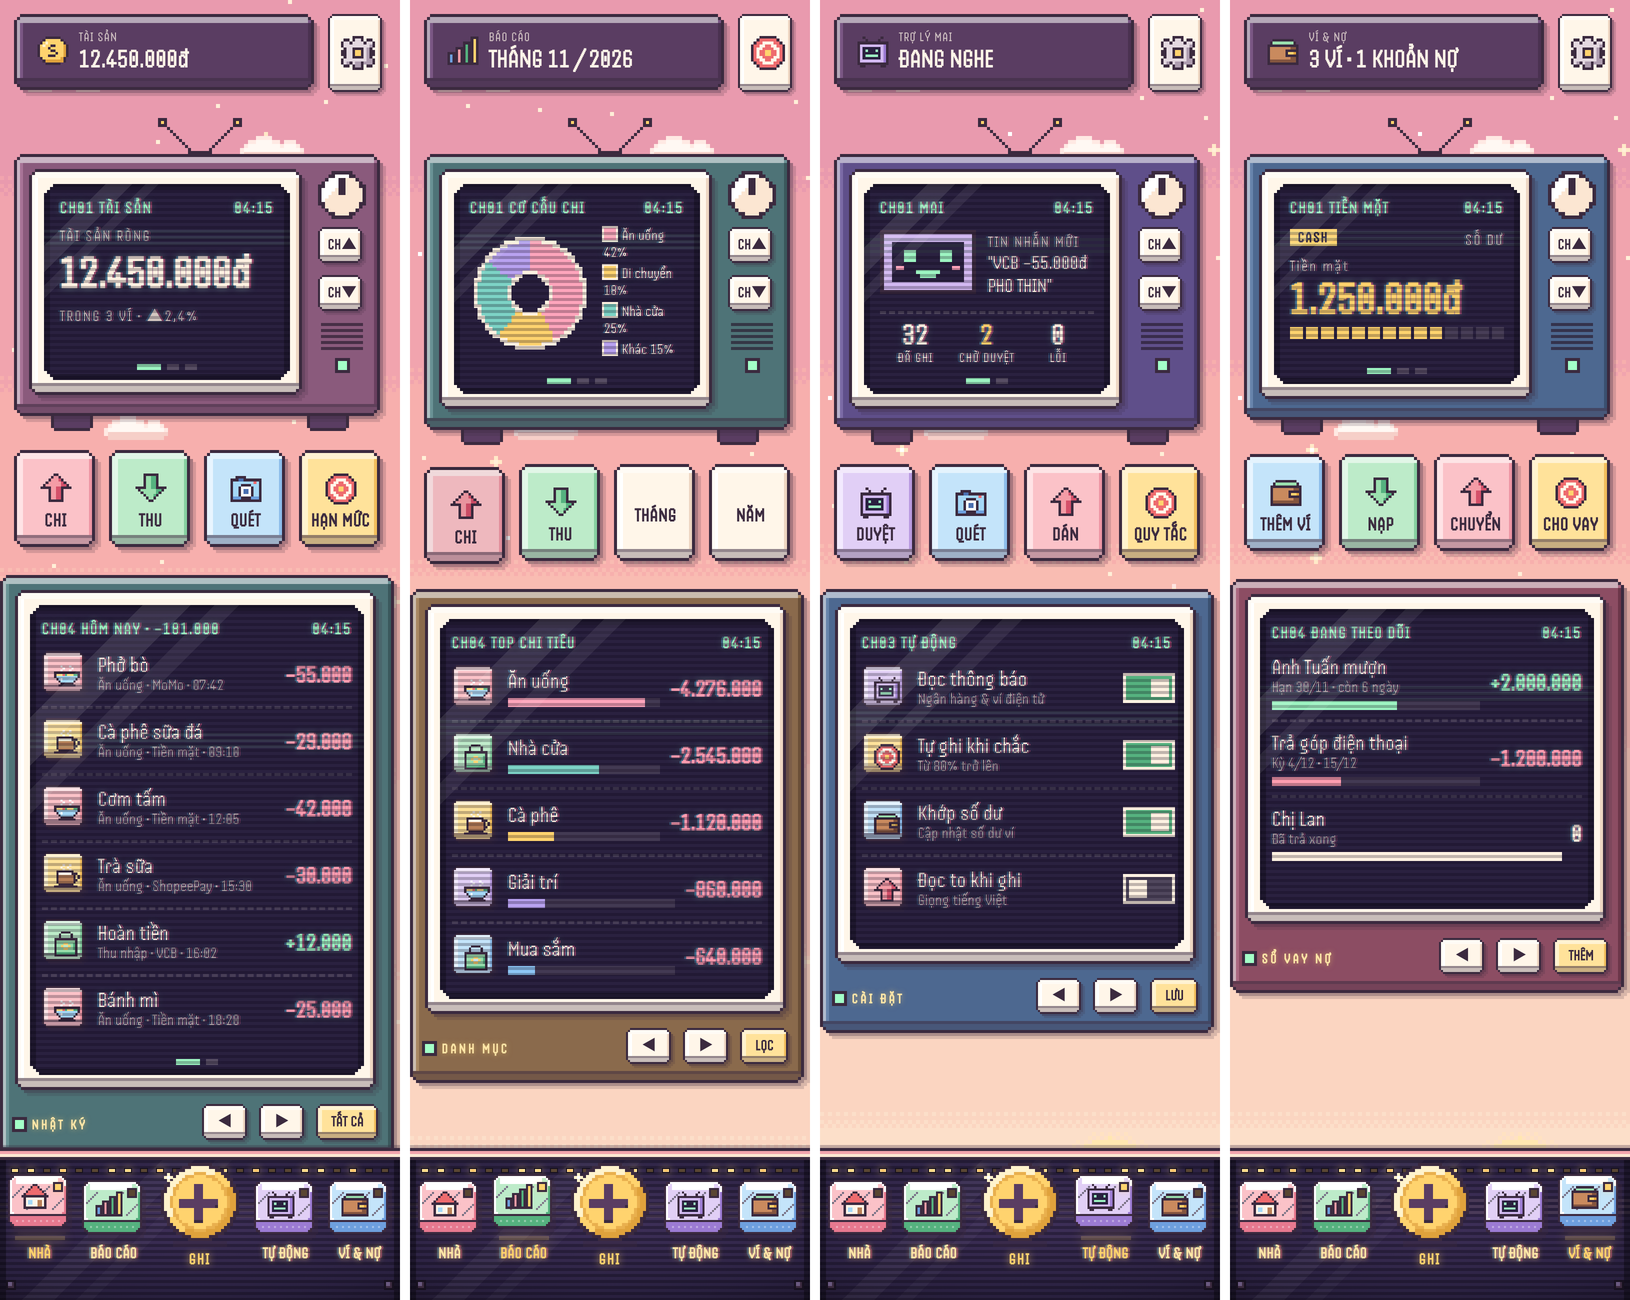 TÀI SẢN
12.450.000đ
CH01 TÀI SẢN 04:15
TÀI SẢN RÒNG
12.450.000đ
TRONG 3 VÍ · ▲2,4%
CH▲
CH▼
CHI
THU
QUÉT
HẠN MỨC
CH04 HÔM NAY · -181.000 04:15
Phở bò
-55.000
Ăn uống · MoMo · 07:42
Cà phê sữa đá
-29.000
Ăn uống · Tiền mặt · 09:10
Cơm tấm
-42.000
Ăn uống · Tiền mặt · 12:05
Trà sữa
-30.000
Ăn uống · ShopeePay · 15:30
Hoàn tiền
+12.000
Thu nhập · VCB · 16:02
Bánh mì
-25.000
Ăn uống · Tiền mặt · 18:20
NHẬT KÝ
◀ ▶ TẤT CẢ
NHÀ
BÁO CÁO
GHI
TỰ ĐỘNG
VÍ & NỢ
BÁO CÁO
THÁNG 11/2026
CH01 CƠ CẤU CHI 04:15
Ăn uống
42%
Di chuyển
18%
Nhà cửa
25%
Khác 15%
CH▲
CH▼
CHI
THU
THÁNG
NĂM
CH04 TOP CHI TIÊU 04:15
Ăn uống -4.276.000
Nhà cửa -2.545.000
Cà phê -1.120.000
Giải trí -860.000
Mua sắm -640.000
DANH MỤC
◀ ▶ LỌC
NHÀ
BÁO CÁO
GHI
TỰ ĐỘNG
VÍ & NỢ
TRỢ LÝ MAI
ĐANG NGHE
CH01 MAI 04:15
TIN NHẮN MỚI
"VCB -55.000đ
PHO THIN"
32 2 0
ĐÃ GHI CHỜ DUYỆT LỖI
CH▲
CH▼
DUYỆT
QUÉT
DÁN
QUY TẮC
CH03 TỰ ĐỘNG 04:15
Đọc thông báo
Ngân hàng & ví điện tử
Tự ghi khi chắc
Từ 80% trở lên
Khớp số dư
Cập nhật số dư ví
Đọc to khi ghi
Giọng tiếng Việt
CÀI ĐẶT
◀ ▶ LƯU
NHÀ
BÁO CÁO
GHI
TỰ ĐỘNG
VÍ & NỢ
VÍ & NỢ
3 VÍ · 1 KHOẢN NỢ
CH01 TIỀN MẶT 04:15
CASH SỐ DƯ
Tiền mặt
1.250.000đ
CH▲
CH▼
THÊM VÍ
NẠP
CHUYỂN
CHO VAY
CH04 ĐANG THEO DÕI 04:15
Anh Tuấn mượn
+2.000.000
Hạn 30/11 · còn 6 ngày
Trả góp điện thoại
-1.200.000
Kỳ 4/12 · 15/12
Chị Lan
0
Đã trả xong
SỔ VAY NỢ
◀ ▶ THÊM
NHÀ
BÁO CÁO
GHI
TỰ ĐỘNG
VÍ & NỢ